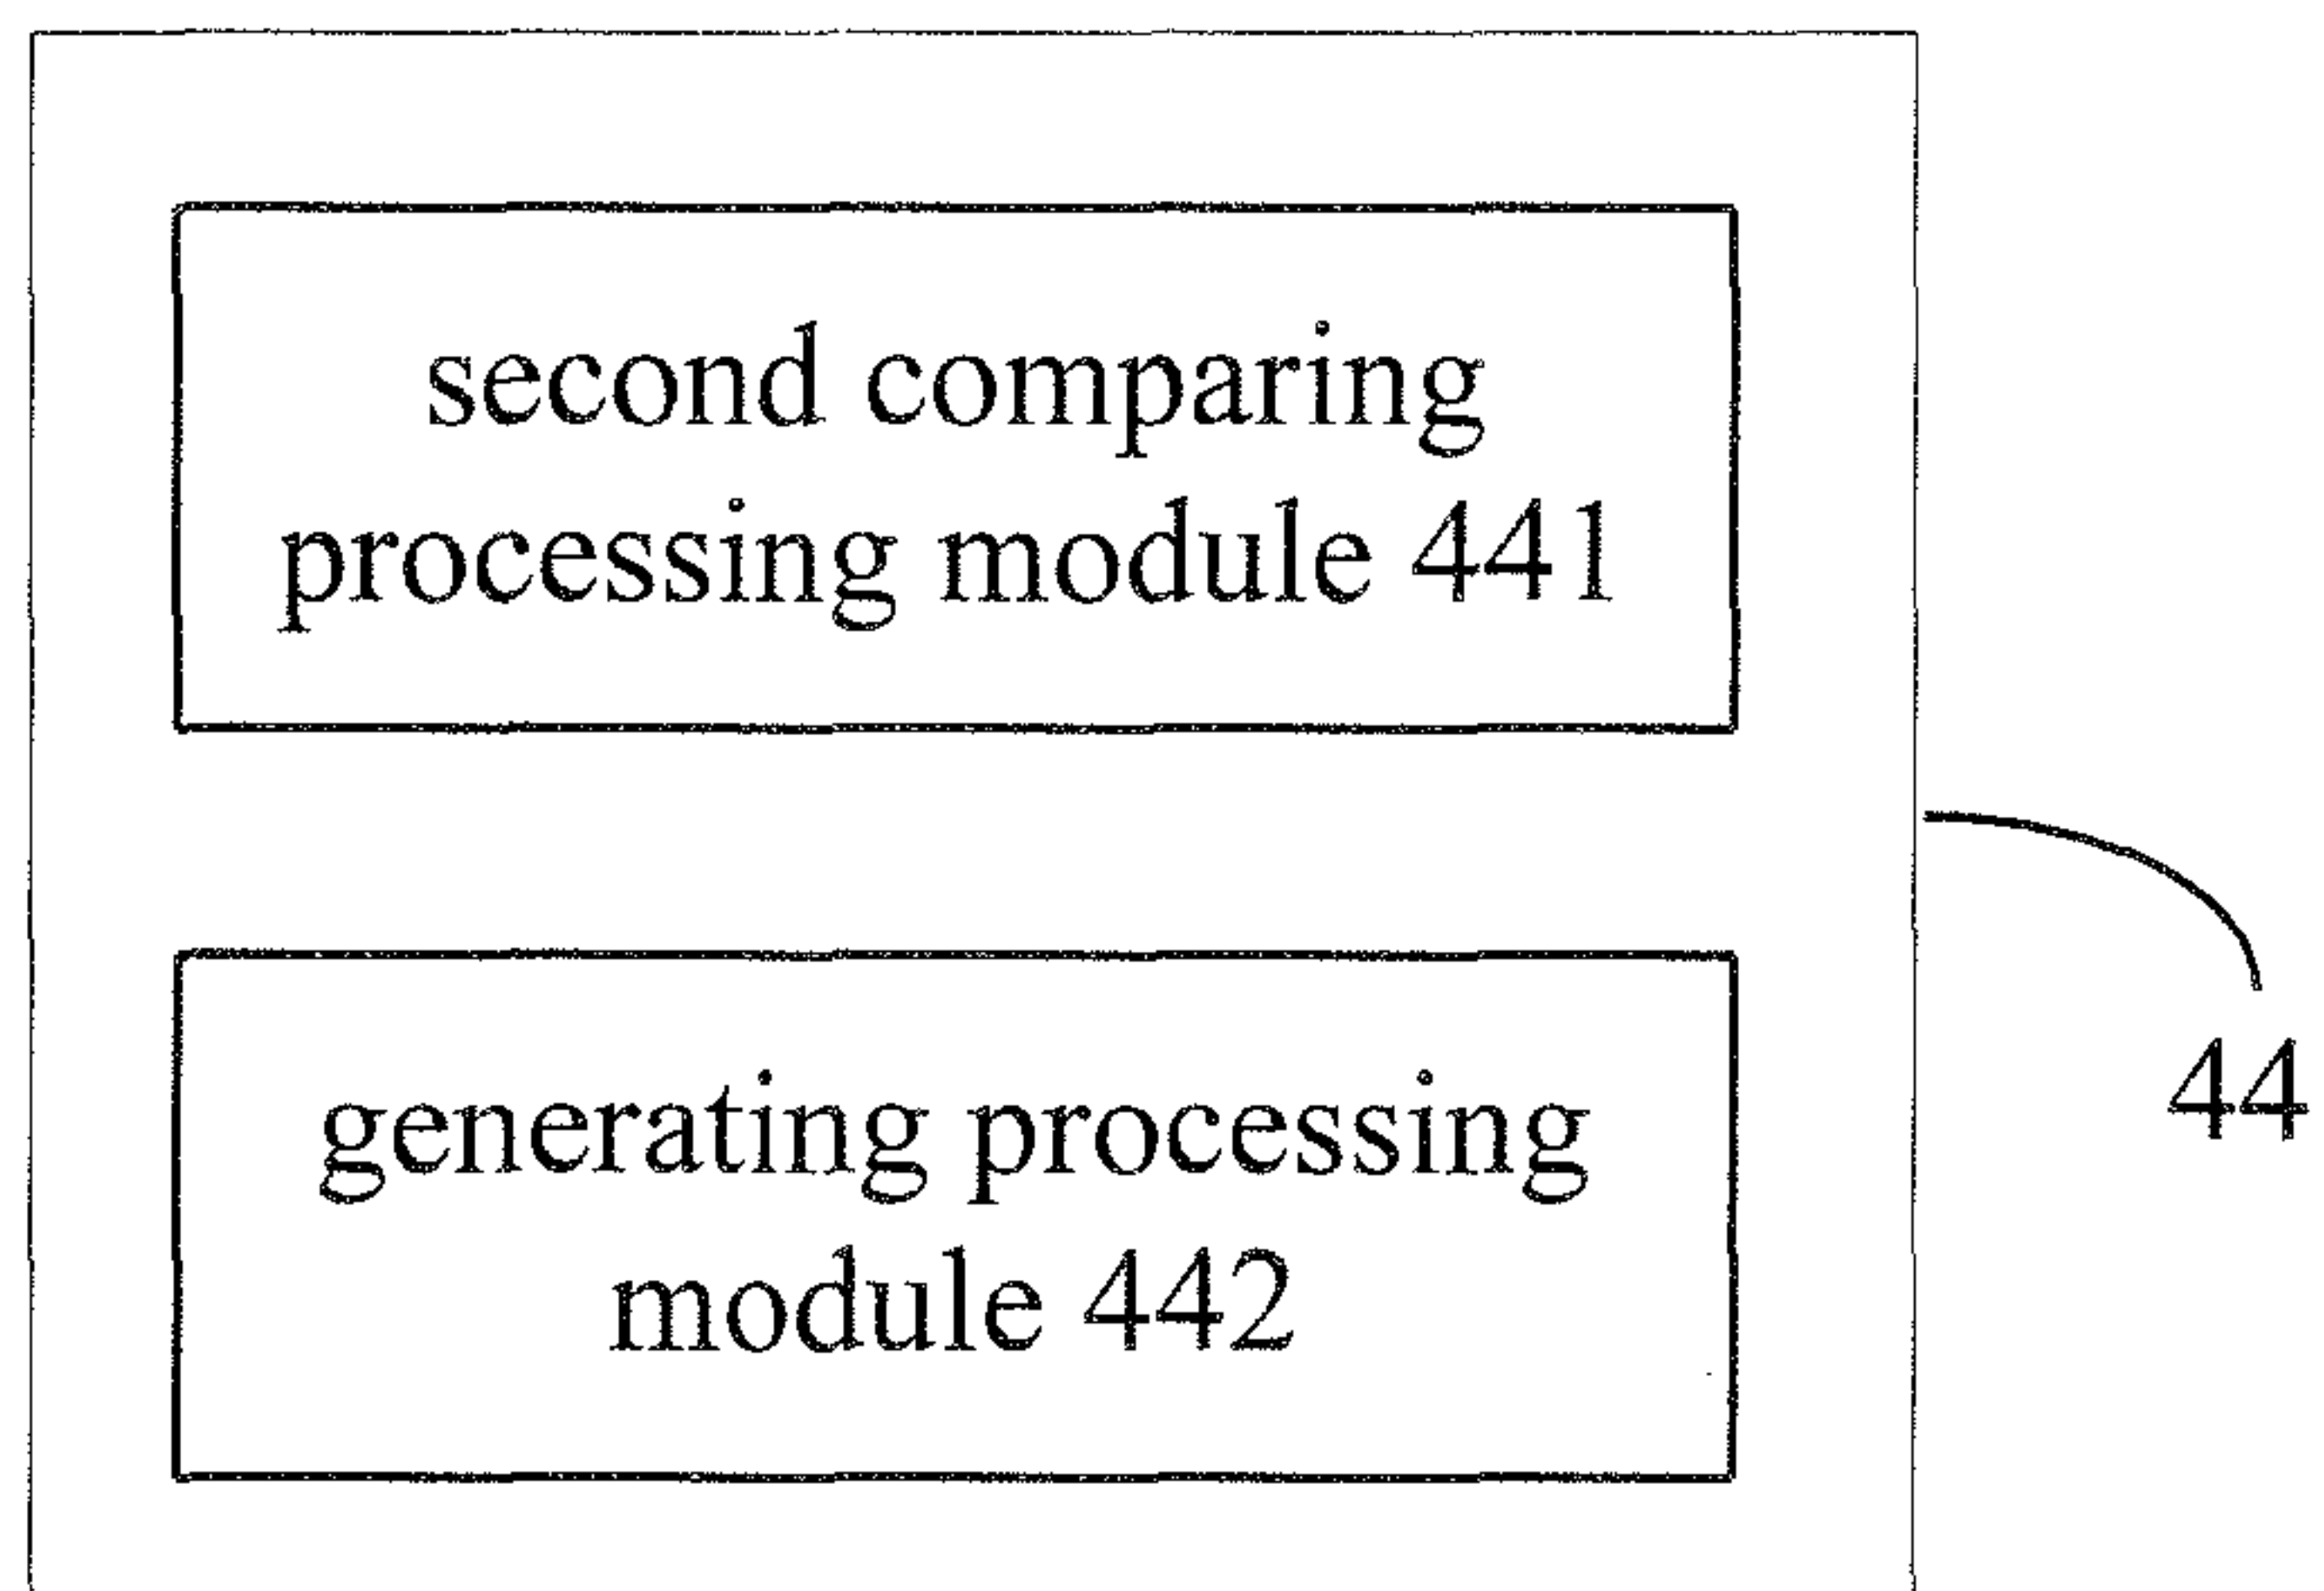 second comparing
processing module 441
generating processing
module 442
44